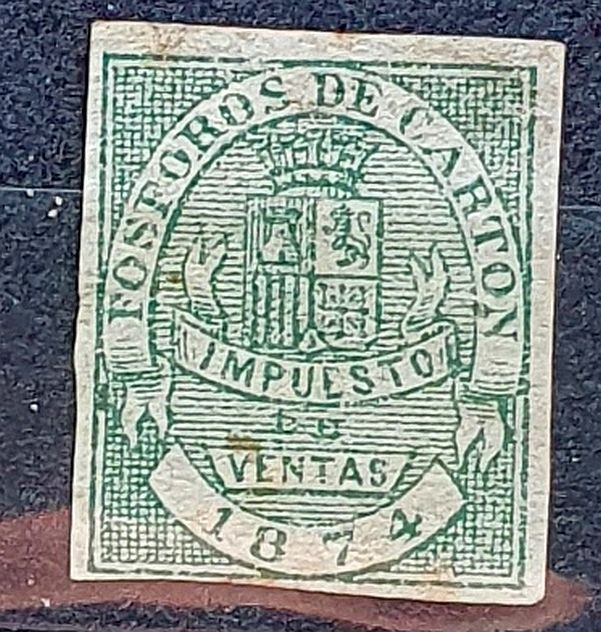 FOSFOROS DE CARTON
IMPUESTO
DE
VENTAS
1874